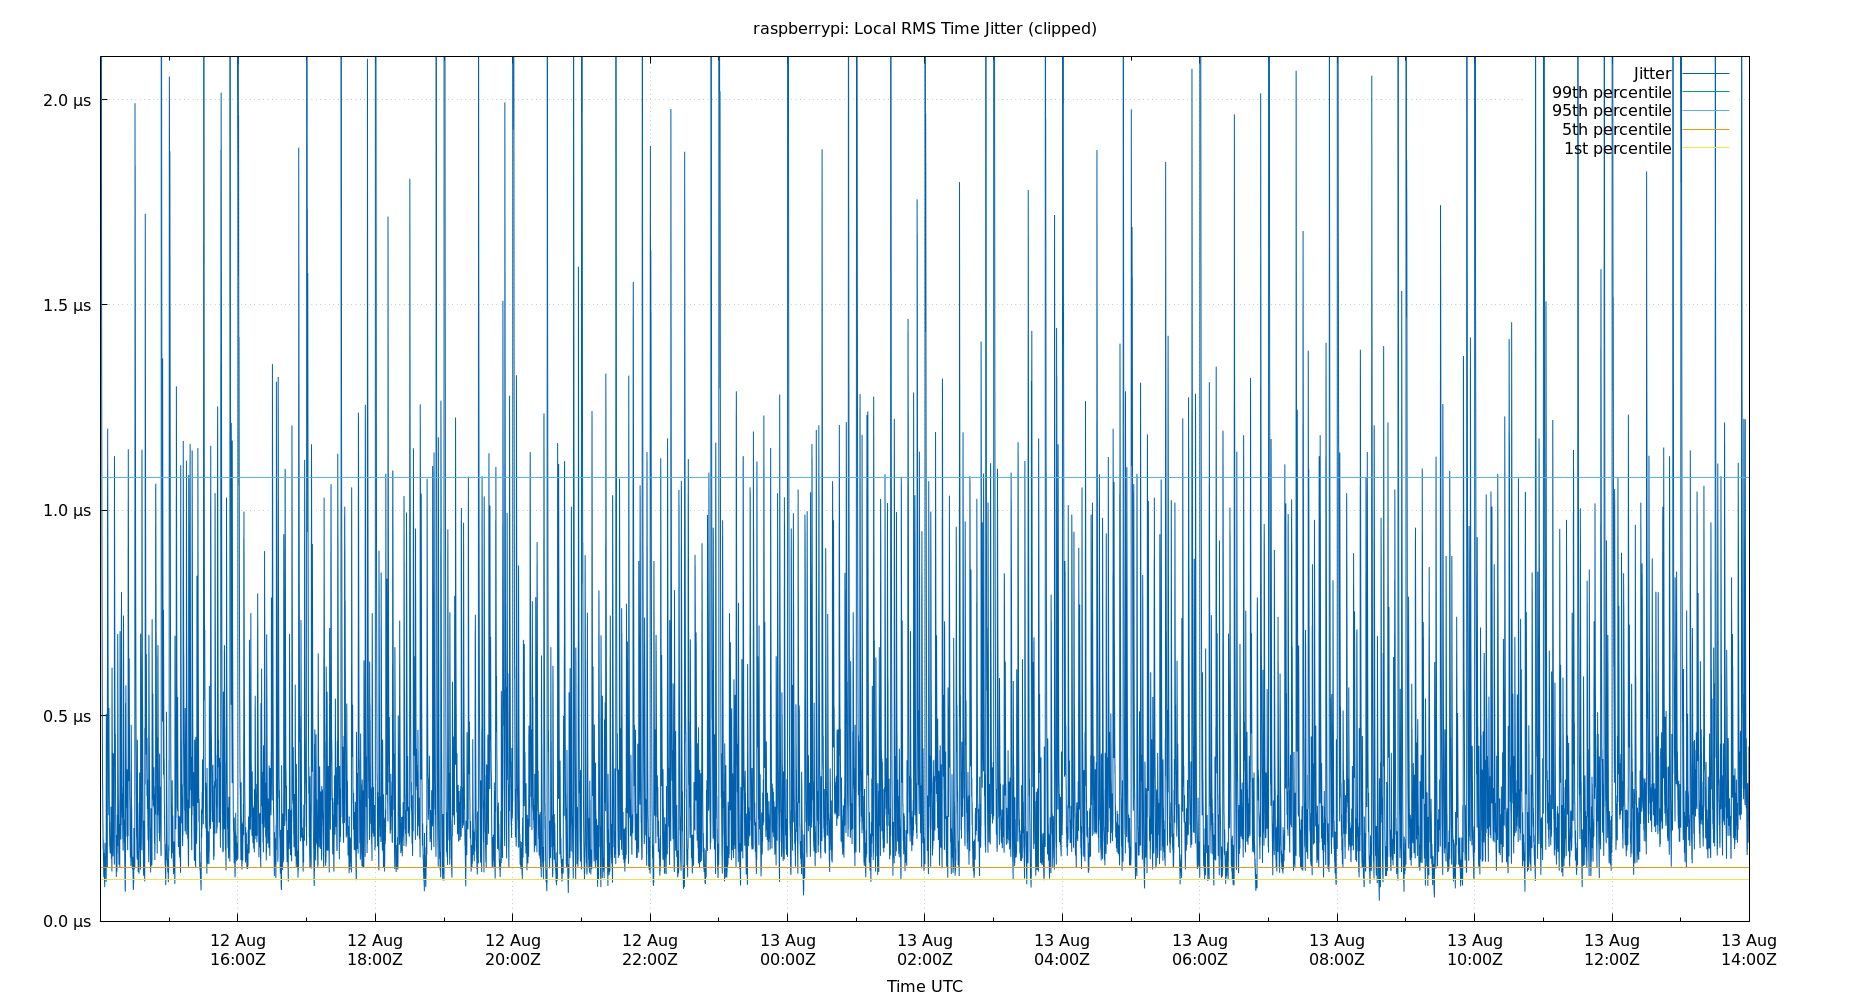 raspberrypi: Local RMS Time Jitter (clipped)
Jitter
99th percentile
95th percentile
5th percentile
1st percentile
2.0 µs
1.5 µs
1.0 µs
0.5 µs
0.0 µs
12 Aug 12 Aug 12 Aug 12 Aug 13 Aug 13 Aug 13 Aug 13 Aug 13 Aug 13 Aug 13 Aug 13 Aug
16:00Z 18:00Z 20:00Z 22:00Z 00:00Z 02:00Z 04:00Z 06:00Z 08:00Z 10:00Z 12:00Z 14:00Z
Time UTC